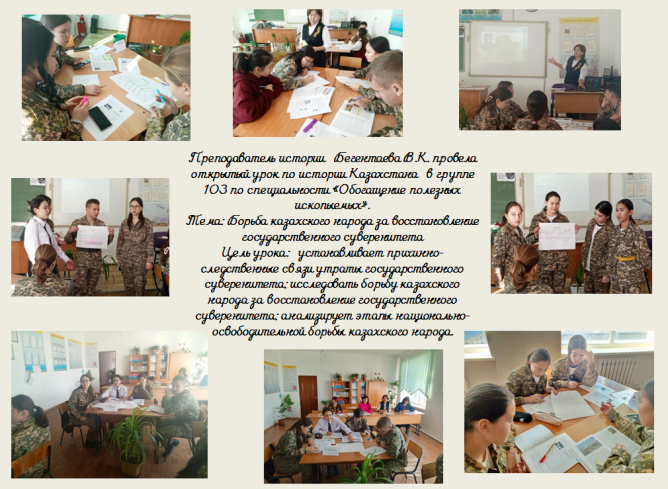 Преподаватель истории Бегентаева В.К. провела
открытый урок по истории Казахстана в группе
103 по специальности «Обогащение полезных
ископаемых».
Тема: Борьба казахского народа за восстановление
государственного суверенитета
Цель урока: устанавливает причинно-
следственные связи утраты государственного
суверенитета; исследовать борьбу казахского
народа за восстановление государственного
суверенитета; анализирует этапы национально-
освободительной борьбы казахского народа.